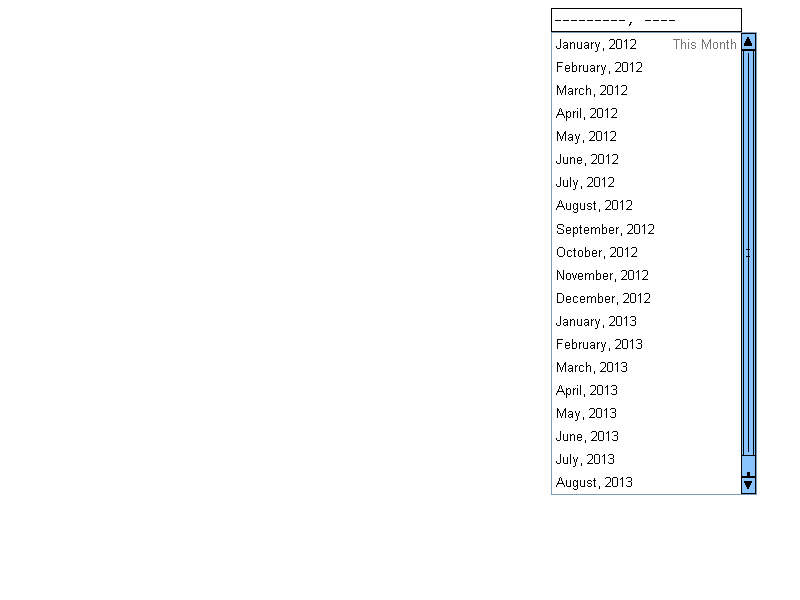 ---------, ----
January, 2012 This Month
February, 2012
March, 2012
April, 2012
May, 2012
June, 2012
July, 2012
August, 2012
September, 2012
October, 2012
November, 2012
December, 2012
January, 2013
February, 2013
March, 2013
April, 2013
May, 2013
June, 2013
July, 2013
August, 2013